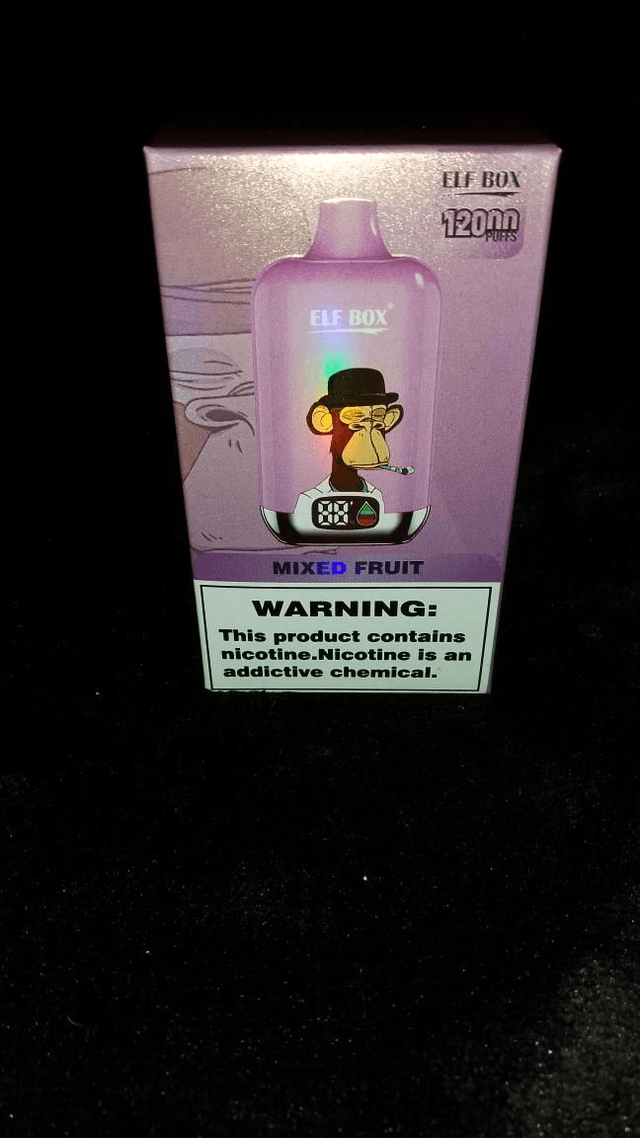 ELF BOX
12000
PUFFS
ELF BOX
88
MIXED FRUIT
WARNING:
This product contains
nicotine.Nicotine is an
addictive chemical.